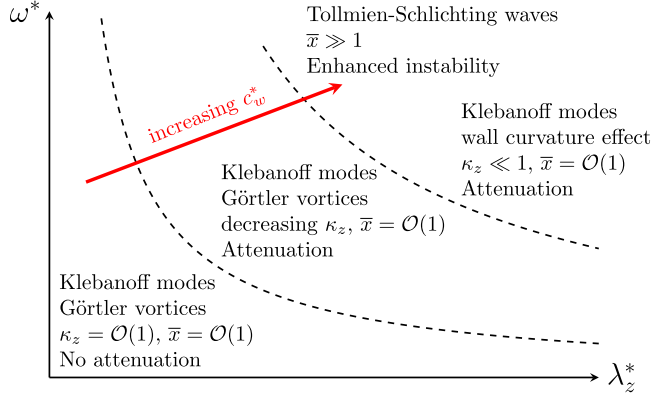 ω*
Tollmien-Schlichting waves
x̅ ≫ 1
Enhanced instability
increasing c*_w
Klebanoff modes
wall curvature effect
κ_z ≪ 1, x̅ = 𝒪(1)
Attenuation
Klebanoff modes
Görtler vortices
decreasing κ_z, x̅ = 𝒪(1)
Attenuation
Klebanoff modes
Görtler vortices
κ_z = 𝒪(1), x̅ = 𝒪(1)
No attenuation
λ*_z